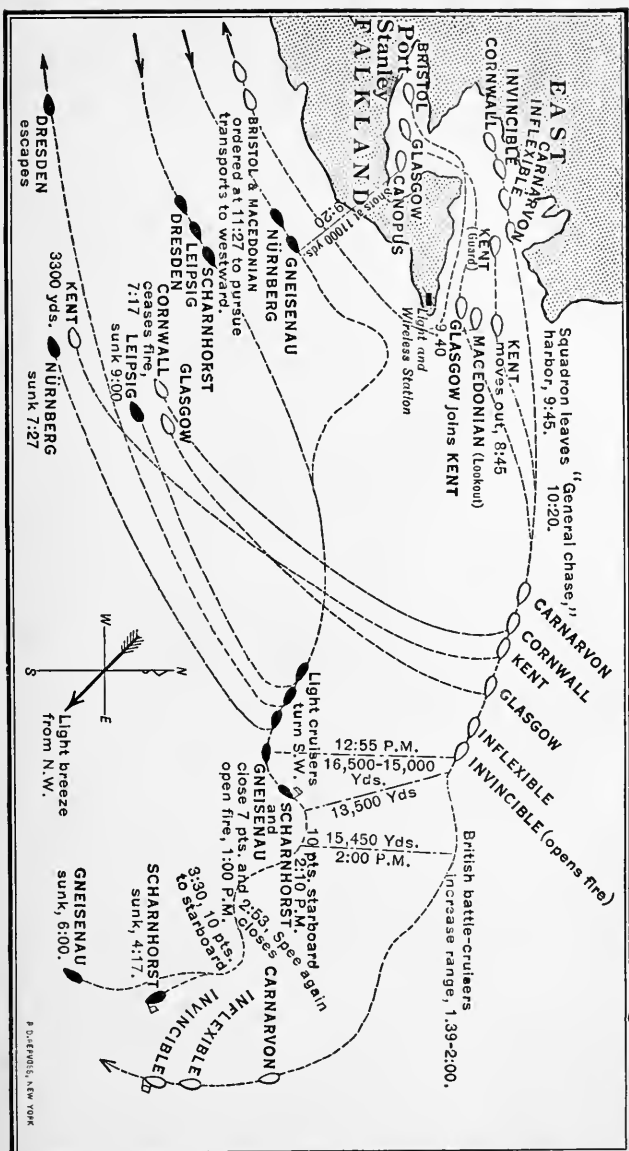 EAST
FALKLAND
Port
Stanley
CORNWALL
INVINCIBLE
INFLEXIBLE
CARNARVON
BRISTOL
GLASGOW
CANOPUS
KENT
(Guard)
KENT
moves out, 8:45
MACEDONIAN (Lookout)
GLASGOW joins KENT
9.40
Light and
Wireless Station
9:20
Shots at 11000 yds.
Squadron leaves
harbor, 9:45.
"General chase,"
10:20.
CARNARVON
CORNWALL
KENT
GLASGOW
INFLEXIBLE
INVINCIBLE (opens fire)
British battle-cruisers
increase range, 1.39-2:00.
BRISTOL & MACEDONIAN
ordered at 11:27 to pursue
transports to westward.
GNEISENAU
NÜRNBERG
SCHARNHORST
LEIPSIG
DRESDEN
GLASGOW
CORNWALL
ceases fire,
7:17
LEIPSIG
sunk 9:00
KENT
3300 yds.
NÜRNBERG
sunk 7:27
DRESDEN
escapes
Light cruisers
turn S.W.
12:55 P.M.
16,500-15,000
Yds.
13,500 Yds
15,450 Yds.
2:00 P.M.
SCHARNHORST
and
GNEISENAU
close 7 pts. and
open fire, 1:00 P.M.
10 pts. starboard
2:10 P.M.
2:53, Spee again
closes
3:30, 10 pts.
to starboard
SCHARNHORST
sunk, 4:17.
GNEISENAU
sunk, 6:00.
CARNARVON
INFLEXIBLE
INVINCIBLE
N
W
E
S
Light breeze
from N.W.